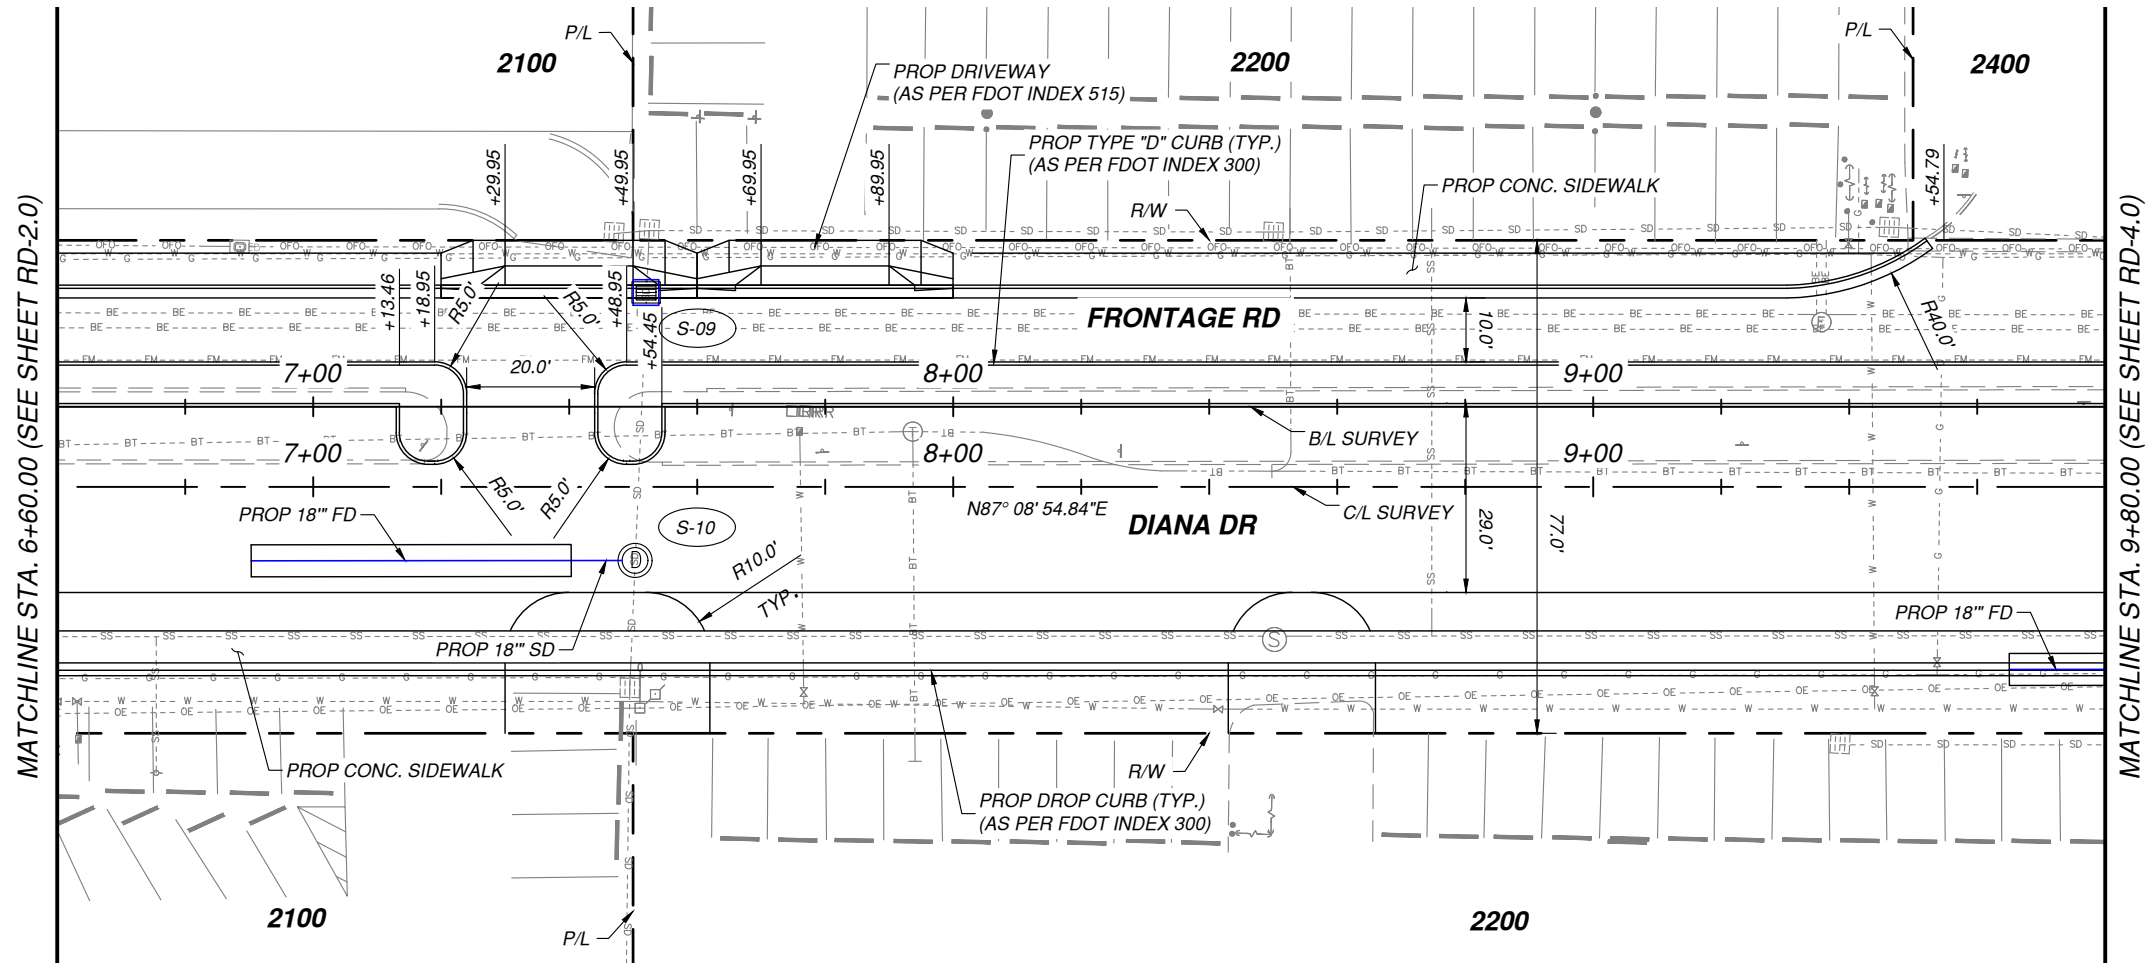 P/L
2100
2200
P/L
2400
PROP DRIVEWAY
(AS PER FDOT INDEX 515)
PROP TYPE "D" CURB (TYP.)
(AS PER FDOT INDEX 300)
PROP CONC. SIDEWALK
R/W
+29.95
+49.95
+69.95
+89.95
+54.79
MATCHLINE STA. 6+60.00 (SEE SHEET RD-2.0)
MATCHLINE STA. 9+80.00 (SEE SHEET RD-4.0)
+13.46
+18.95
R5.0'
R5.0'
+48.95
+54.45
S-09
FRONTAGE RD
10.0'
R40.0'
7+00
20.0'
8+00
9+00
B/L SURVEY
7+00
8+00
9+00
R5.0'
R5.0'
N87° 08' 54.84"E
C/L SURVEY
PROP 18'" FD
S-10
DIANA DR
29.0'
77.0'
D
R10.0'
TYP.
PROP 18'" SD
S
PROP 18'" FD
PROP CONC. SIDEWALK
R/W
PROP DROP CURB (TYP.)
(AS PER FDOT INDEX 300)
2100
P/L
2200